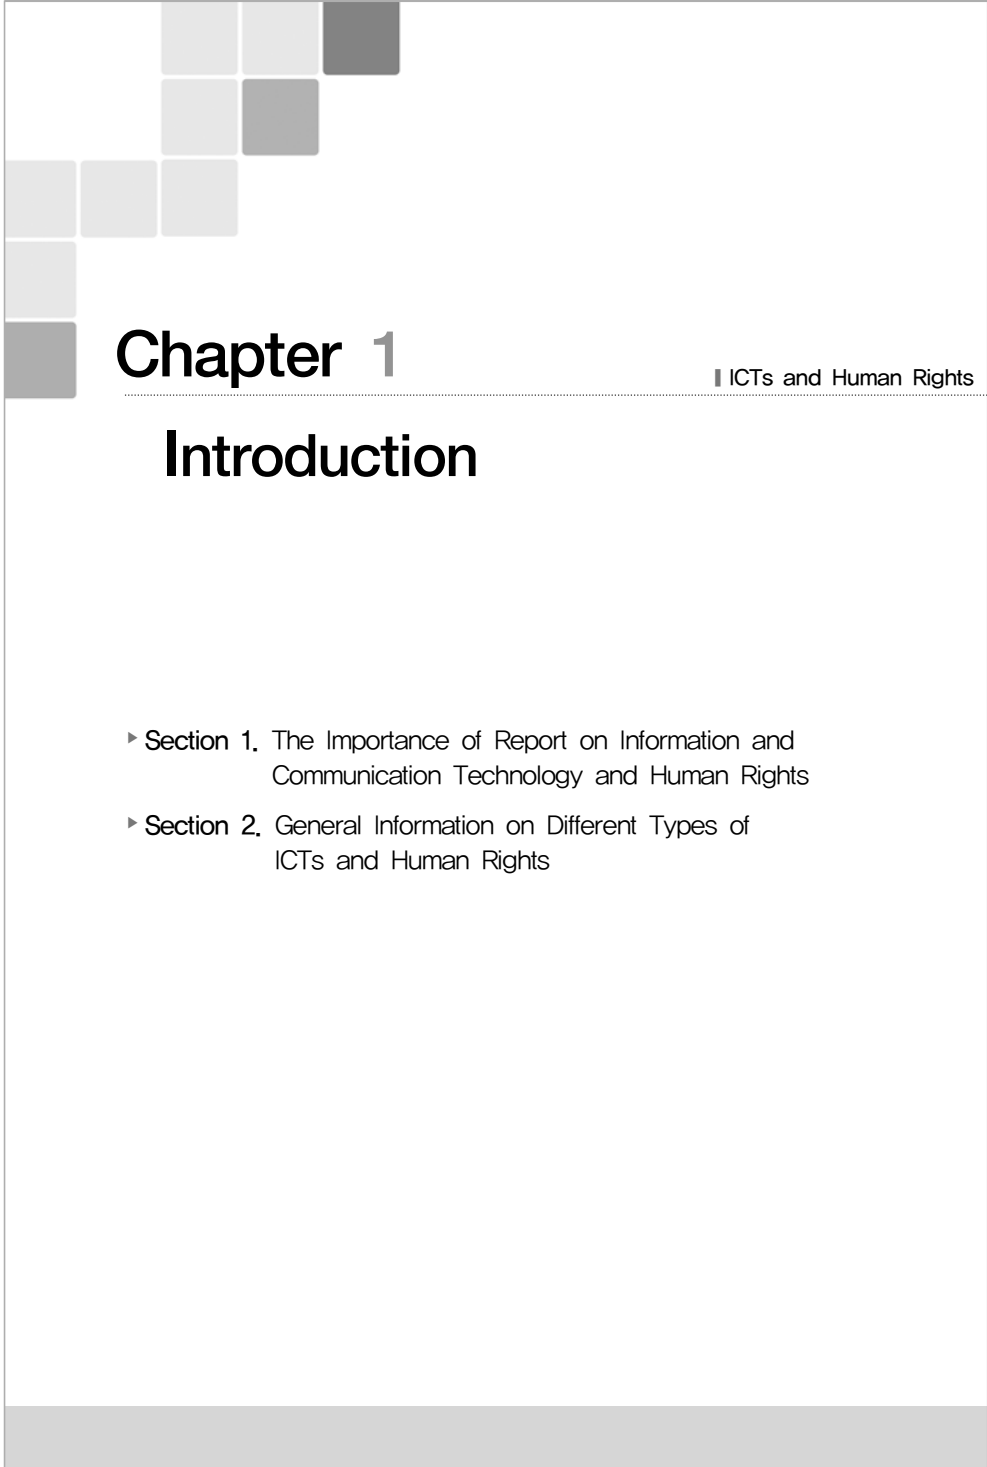 Chapter 1
ICTs and Human Rights
Introduction
Section 1. The Importance of Report on Information and
Communication Technology and Human Rights
Section 2. General Information on Different Types of
ICTs and Human Rights